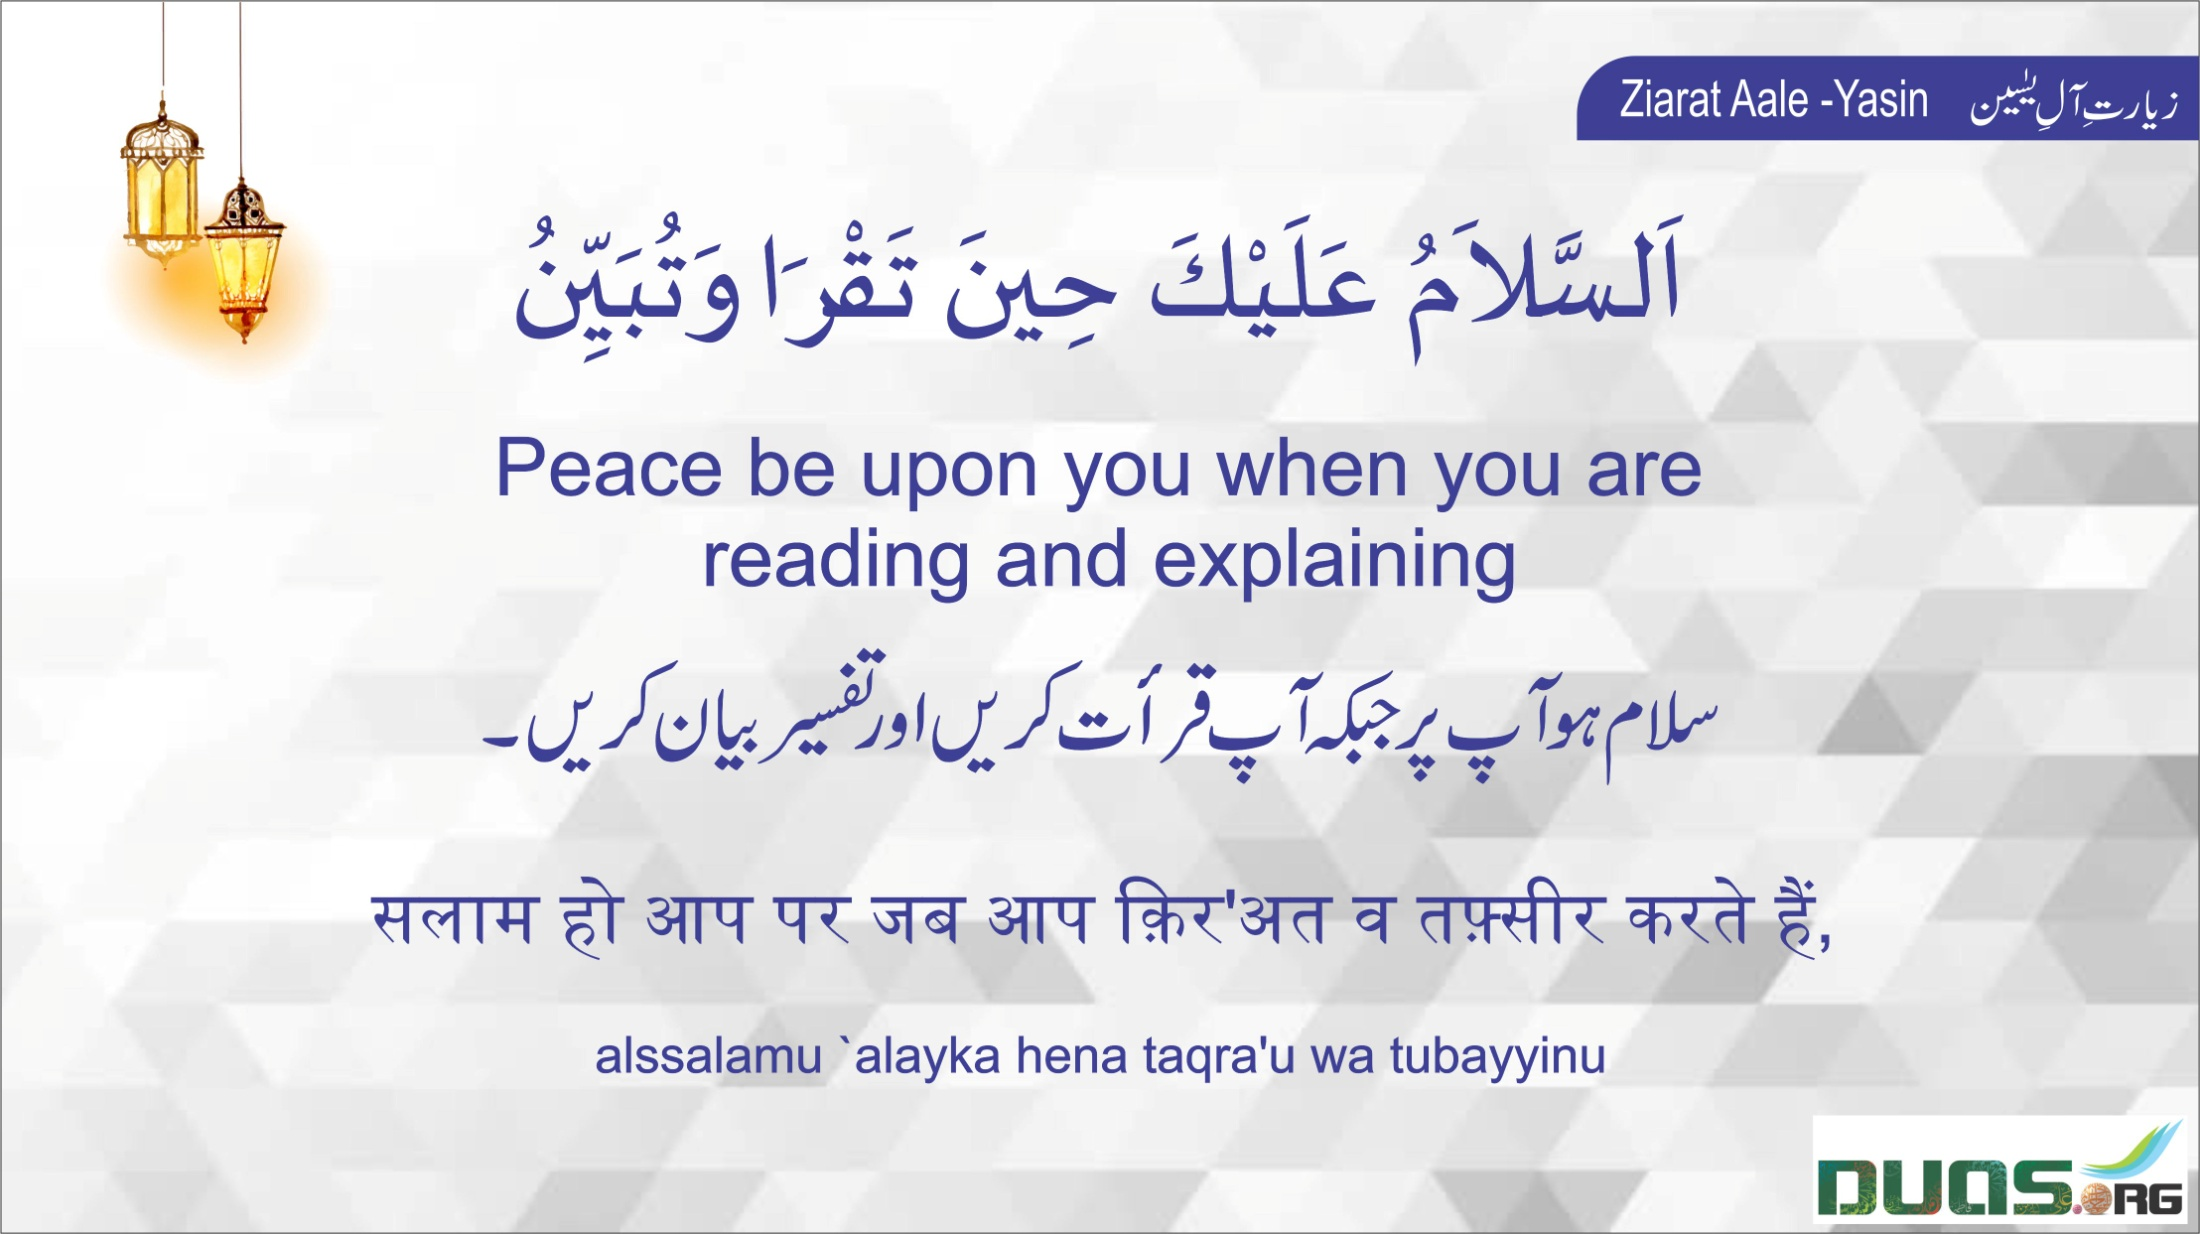 Ziarat Aale -Yasin زیارتِ آلِ یٰسیین
اَلسَّلاَمُ عَلَيْكَ حِينَ تَقْرَا وَتُبَيِّنُ
Peace be upon you when you are
reading and explaining
سلام ہو آپ پر جبکہ آپ قرأت کریں اور تفسیر بیان کریں۔
सलाम हो आप पर जब आप क़िर'अत व तफ़्सीर करते हैं,
alssalamu `alayka hena taqra'u wa tubayyinu
DUAS.ORG